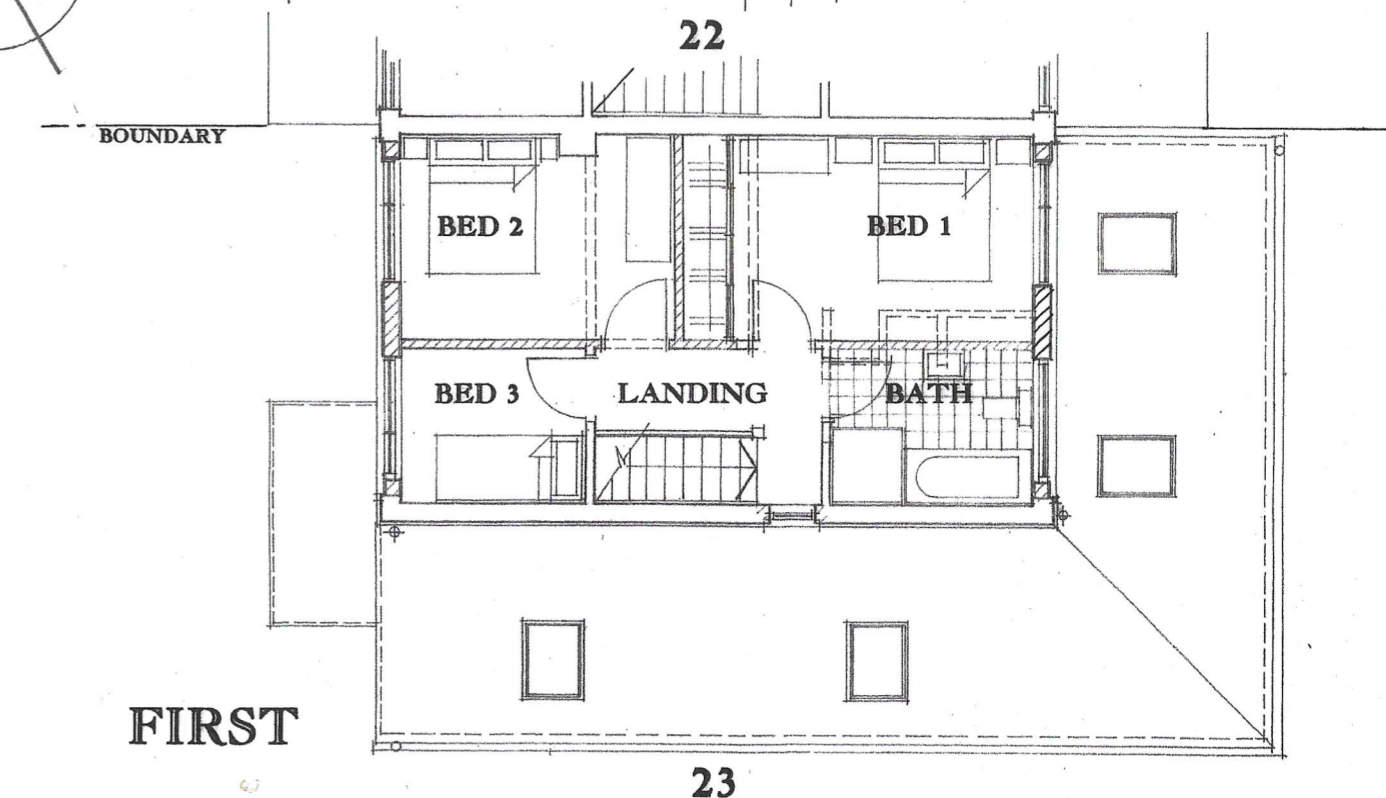 22
BOUNDARY
BED 2
BED 1
BED 3
LANDING
BATH
FIRST
23